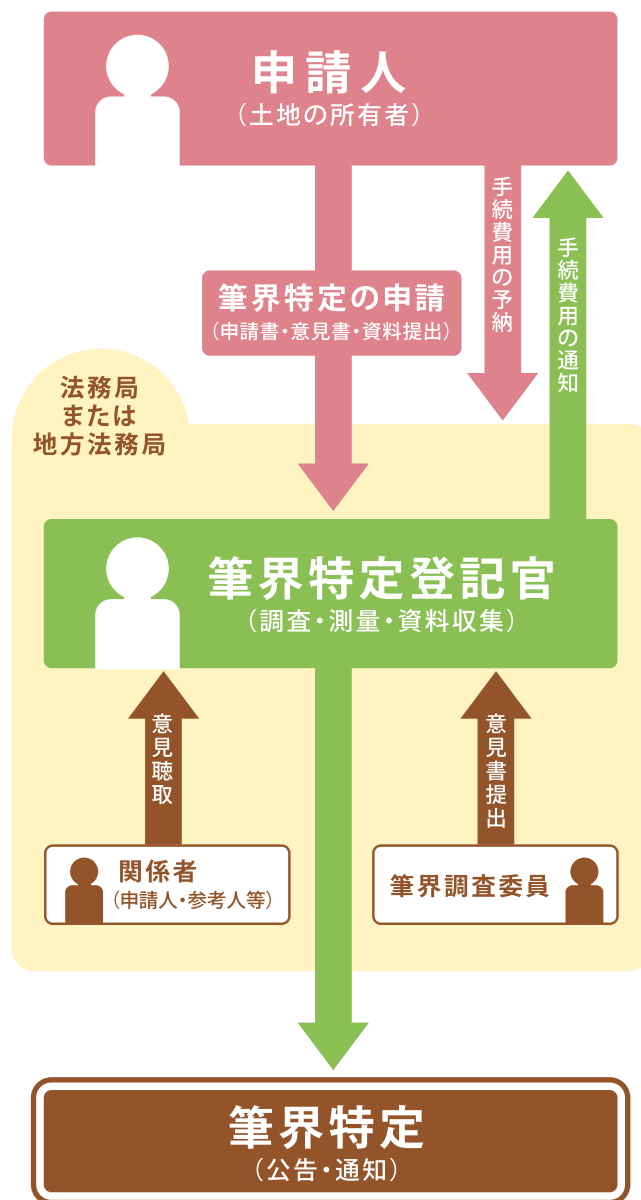 申請人
（土地の所有者）
手続費用の予納
手続費用の通知
筆界特定の申請
（申請書・意見書・資料提出）
法務局
または
地方法務局
筆界特定登記官
（調査・測量・資料収集）
意見聴取
意見書提出
関係者
（申請人・参考人等）
筆界調査委員
筆界特定
（公告・通知）